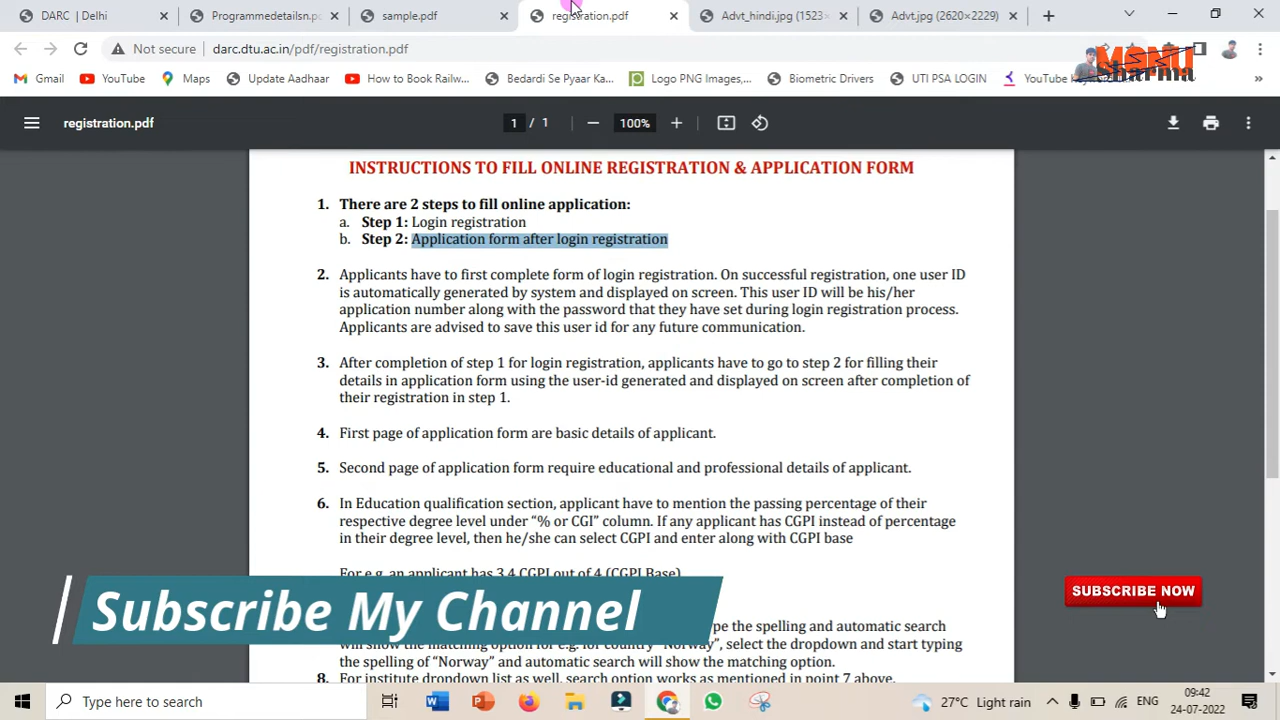 DARC | Delhi
Programmedetailsn.pd
sample.pdf
registration.pdf
Advt_hindi.jpg (1523×
Advt.jpg (2620×2229)
Not secure
darc.dtu.ac.in/pdf/registration.pdf
MONU
Sharma
Gmail
YouTube
Maps
Update Aadhaar
How to Book Railw...
Bedardi Se Pyaar Ka...
Logo PNG Images,...
Biometric Drivers
UTI PSA LOGIN
YouTube
registration.pdf
1 / 1
100%
INSTRUCTIONS TO FILL ONLINE REGISTRATION & APPLICATION FORM
1. There are 2 steps to fill online application:
a. Step 1: Login registration
b. Step 2: Application form after login registration
2. Applicants have to first complete form of login registration. On successful registration, one user ID
is automatically generated by system and displayed on screen. This user ID will be his/her
application number along with the password that they have set during login registration process.
Applicants are advised to save this user id for any future communication.
3. After completion of step 1 for login registration, applicants have to go to step 2 for filling their
details in application form using the user-id generated and displayed on screen after completion of
their registration in step 1.
4. First page of application form are basic details of applicant.
5. Second page of application form require educational and professional details of applicant.
6. In Education qualification section, applicant have to mention the passing percentage of their
respective degree level under “% or CGI” column. If any applicant has CGPI instead of percentage
in their degree level, then he/she can select CGPI and enter along with CGPI base
For e.g. an applicant has 3.4 CGPI out of 4 (CGPI Base)
Subscribe My Channel
SUBSCRIBE NOW
the spelling and automatic search
will show the matching option for e.g. for country “Norway”, select the dropdown and start typing
the spelling of “Norway” and automatic search will show the matching option.
8. For institute dropdown list as well, search option works as mentioned in point 7 above.
Type here to search
27°C Light rain
ENG
09:42
24-07-2022